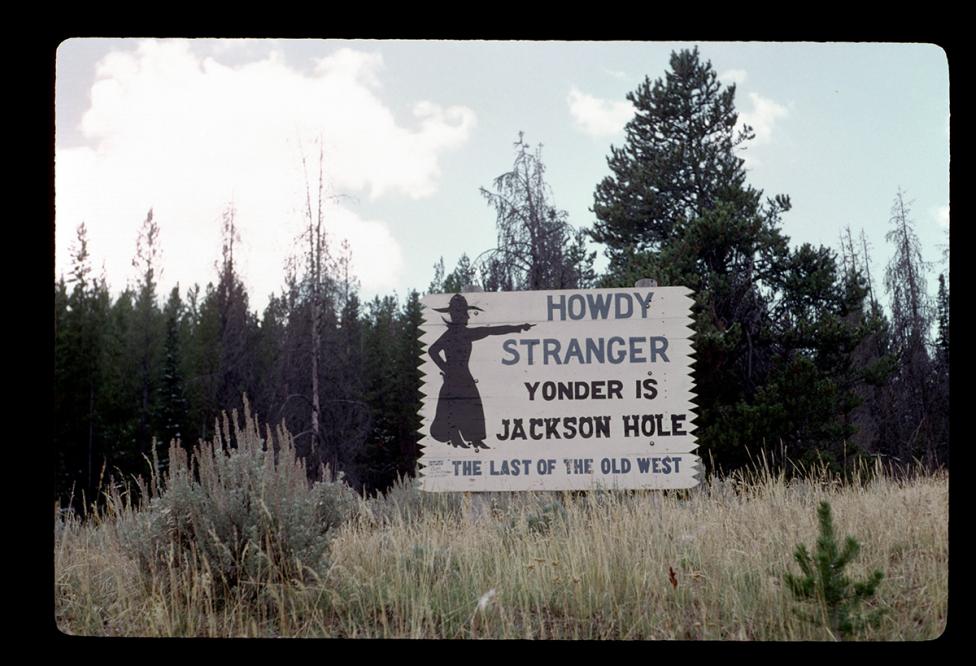 HOWDY
STRANGER
YONDER IS
JACKSON HOLE
THE LAST OF THE OLD WEST